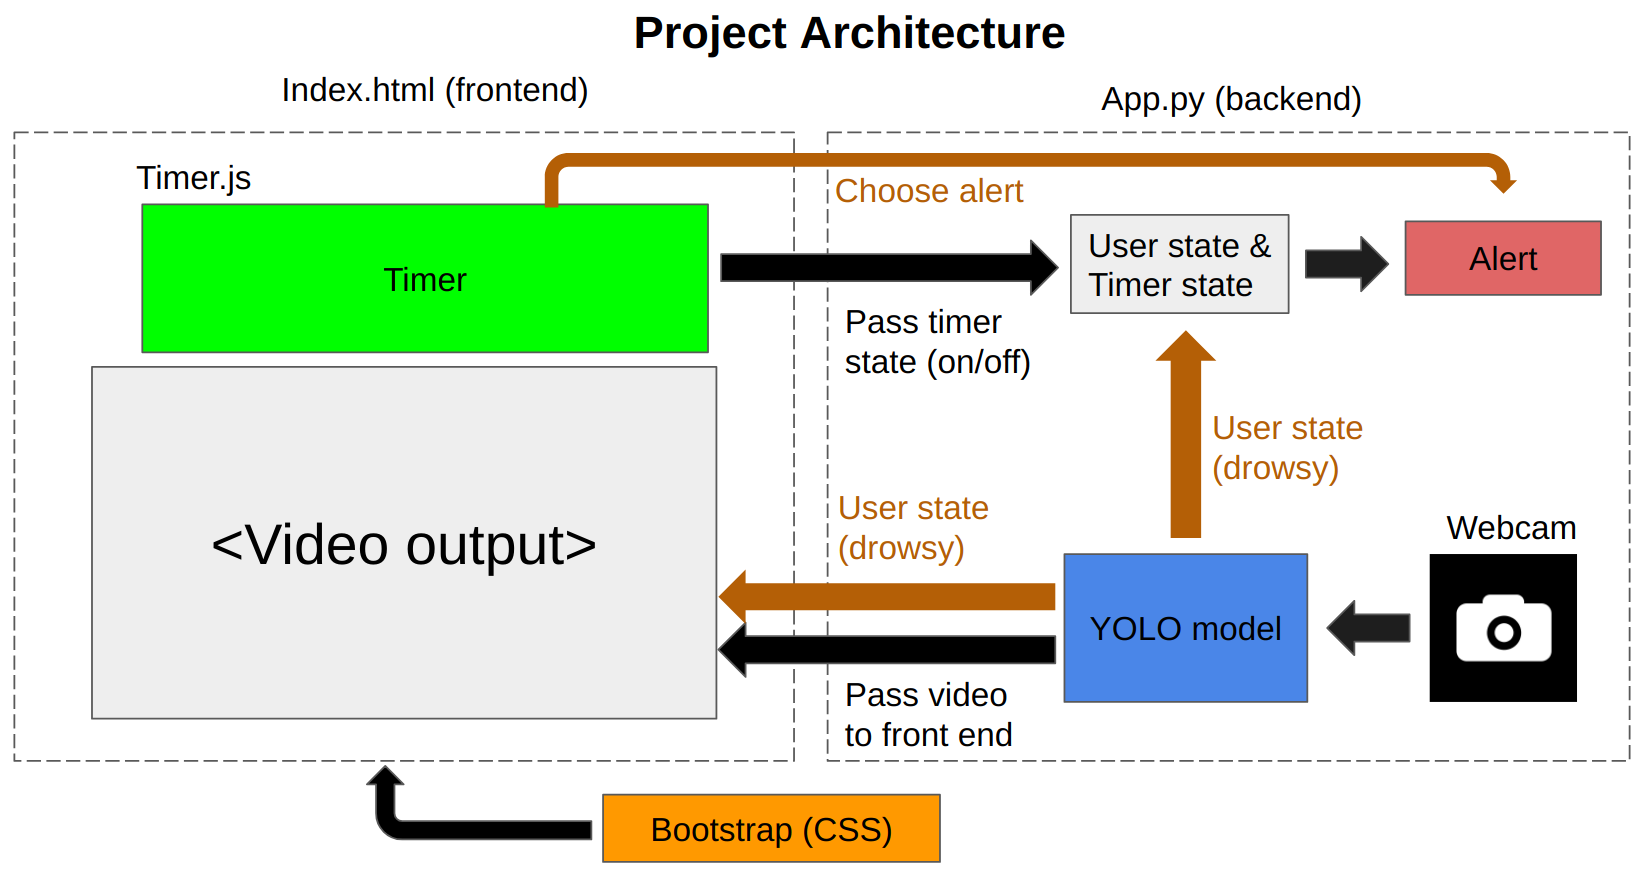 Project Architecture
Index.html (frontend)
App.py (backend)
Timer.js
Choose alert
Timer
User state &
Timer state
Alert
Pass timer
state (on/off)
User state
(drowsy)
User state
(drowsy)
<Video output>
Webcam
YOLO model
Pass video
to front end
Bootstrap (CSS)